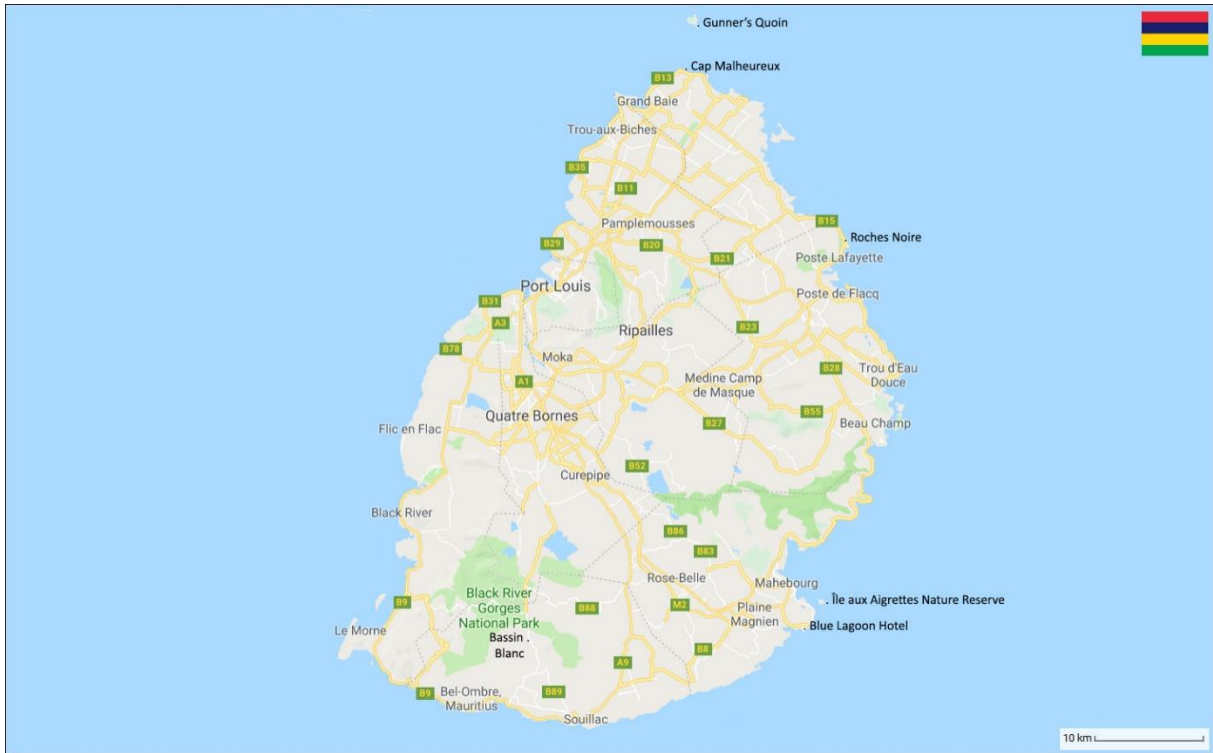 . Gunner's Quoin
. Cap Malheureux
B13
Grand Baie
Trou-aux-Biches
B35
B11
B15
Pamplemousses
. Roches Noire
B29
B20
B21
Poste Lafayette
Port Louis
Poste de Flacq
B31
A3
Ripailles
B23
B78
Moka
B28
Trou d'Eau
Douce
A1
Medine Camp
de Masque
Quatre Bornes
B55
B27
Beau Champ
Flic en Flac
B52
Curepipe
Black River
B86
B83
Rose-Belle
Mahebourg
Black River
Gorges
National Park
B9
B88
M2
Plaine
Magnien
. Île aux Aigrettes Nature Reserve
. Blue Lagoon Hotel
Le Morne
Bassin .
Blanc
B8
A9
B9
Bel-Ombre,
Mauritius
B89
Souillac
10 km